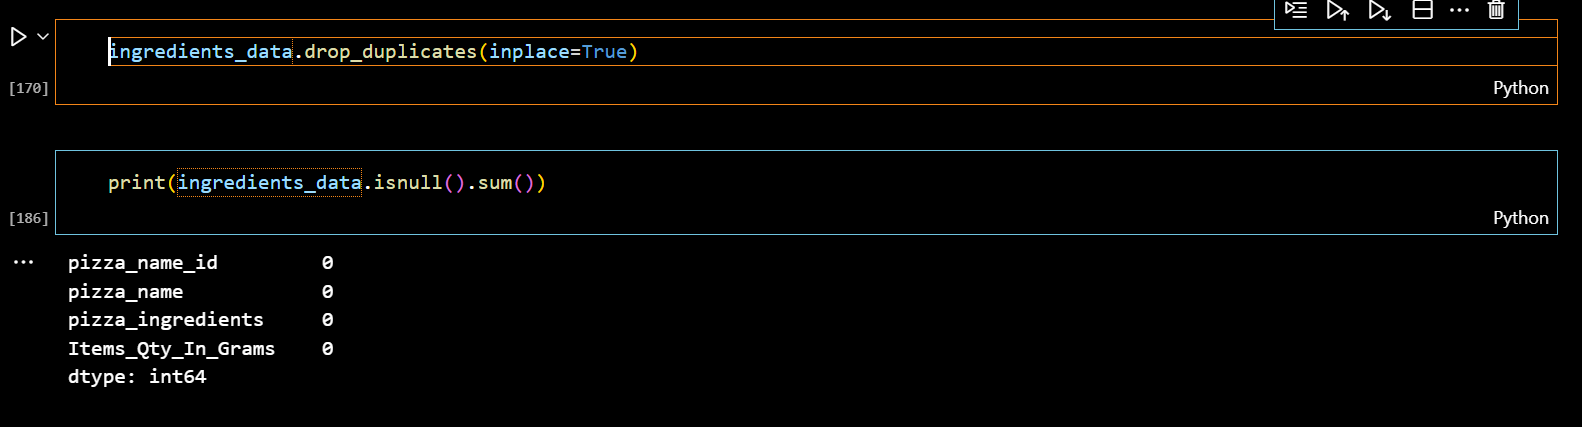 ingredients_data.drop_duplicates(inplace=True)
[170]
Python
print(ingredients_data.isnull().sum())
[186]
Python
pizza_name_id 0
pizza_name 0
pizza_ingredients 0
Items_Qty_In_Grams 0
dtype: int64